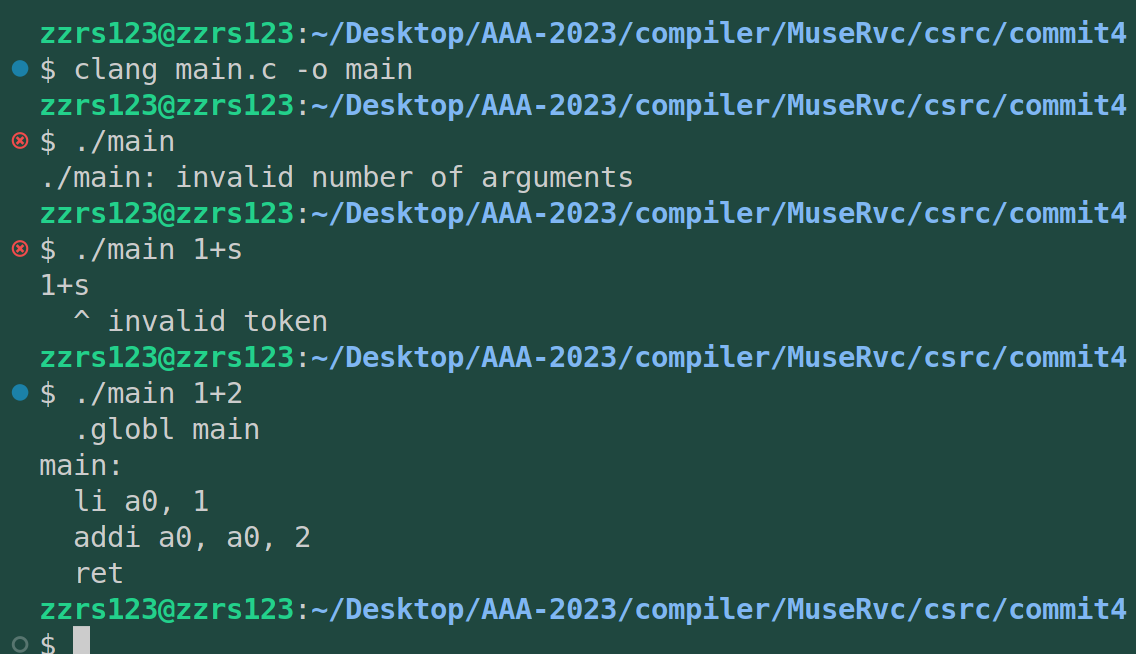 zzrs123@zzrs123:~/Desktop/AAA-2023/compiler/MuseRvc/csrc/commit4
$ clang main.c -o main
zzrs123@zzrs123:~/Desktop/AAA-2023/compiler/MuseRvc/csrc/commit4
$ ./main
./main: invalid number of arguments
zzrs123@zzrs123:~/Desktop/AAA-2023/compiler/MuseRvc/csrc/commit4
$ ./main 1+s
1+s
  ^ invalid token
zzrs123@zzrs123:~/Desktop/AAA-2023/compiler/MuseRvc/csrc/commit4
$ ./main 1+2
  .globl main
main:
  li a0, 1
  addi a0, a0, 2
  ret
zzrs123@zzrs123:~/Desktop/AAA-2023/compiler/MuseRvc/csrc/commit4
$